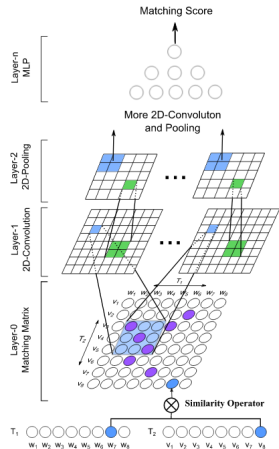 Matching Score
Layer-n
MLP
More 2D-Convoluton
and Pooling
Layer-2
2D-Pooling
...
Layer-1
2D-Convolution
...
Layer-0
Matching Matrix
T₁
w₁ w₂ w₃ w₄ w₅ w₆ w₇ w₈
T₂
v₁
v₂
v₃
v₄
v₅
v₆
v₇
v₈
Similarity Operator
T₁
w₁ w₂ w₃ w₄ w₅ w₆ w₇ w₈
T₂
v₁ v₂ v₃ v₄ v₅ v₆ v₇ v₈